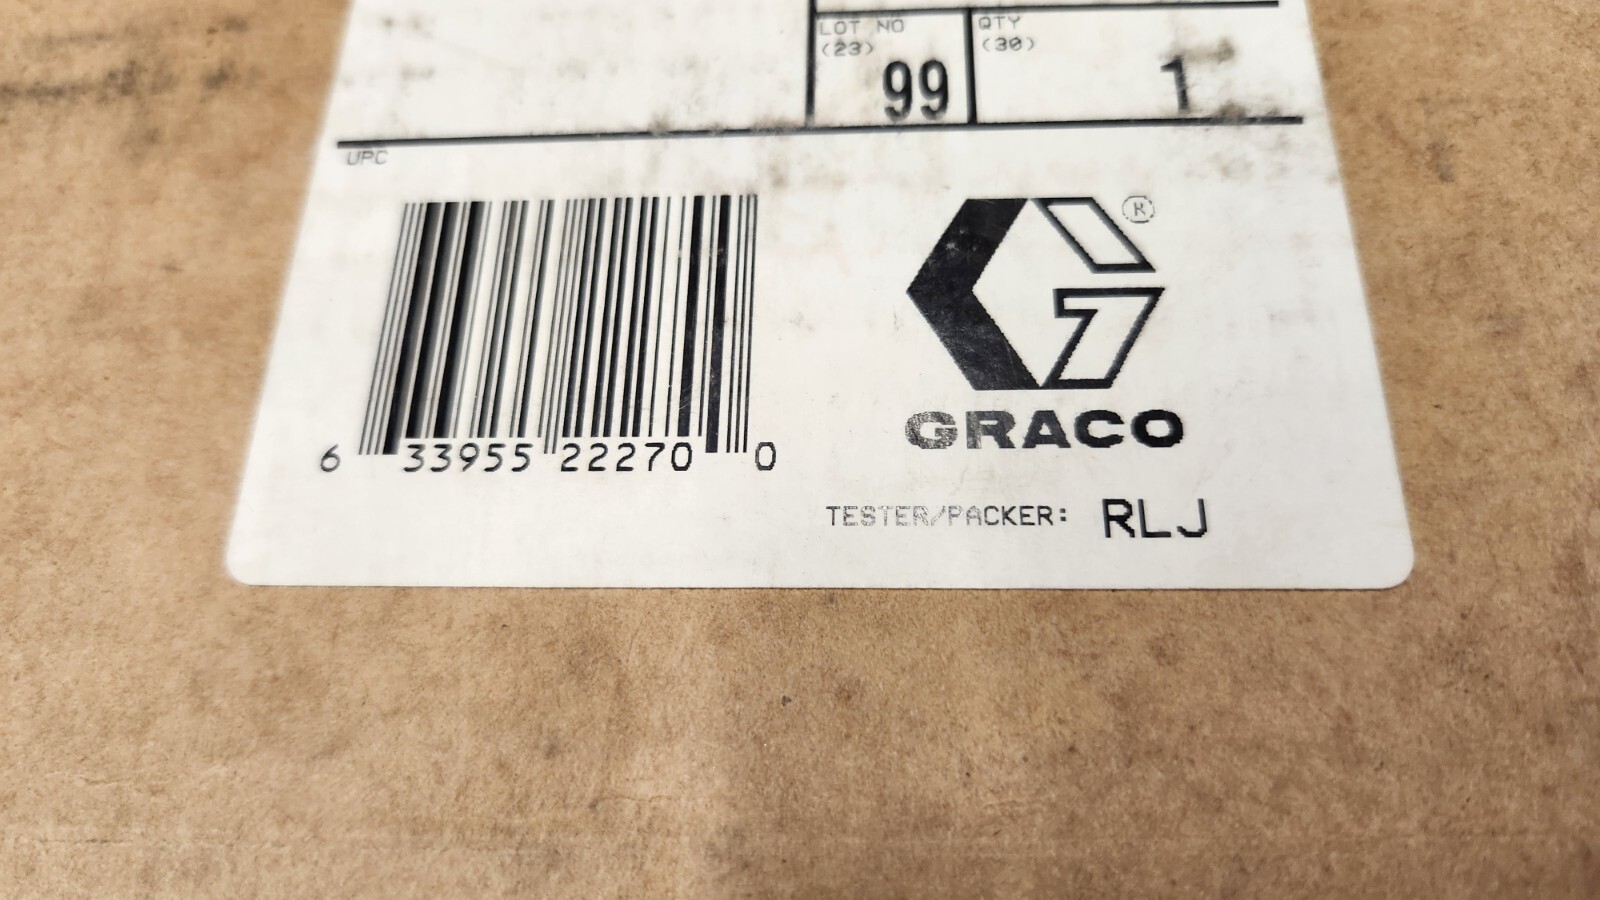 LOT NO
(23)
99
QTY
(30)
1
UPC
®
GRACO
6 33955 22270 0
TESTER/PACKER: RLJ